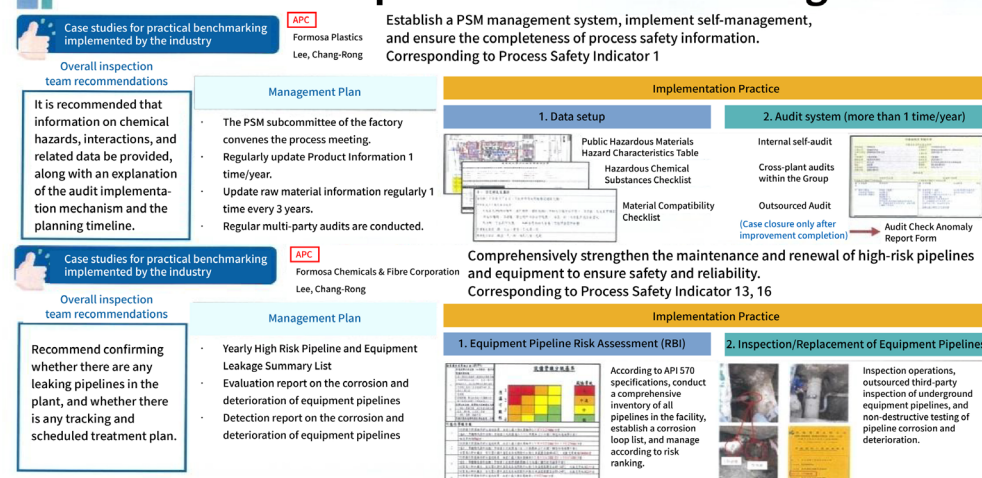 Case studies for practical benchmarking
implemented by the industry
APC
Formosa Plastics
Lee, Chang-Rong
Establish a PSM management system, implement self-management,
and ensure the completeness of process safety information.
Corresponding to Process Safety Indicator 1
Overall inspection
team recommendations
It is recommended that
information on chemical
hazards, interactions, and
related data be provided,
along with an explanation
of the audit implementa-
tion mechanism and the
planning timeline.
Management Plan
· The PSM subcommittee of the factory
convenes the process meeting.
· Regularly update Product Information 1
time/year.
· Update raw material information regularly 1
time every 3 years.
· Regular multi-party audits are conducted.
Implementation Practice
1. Data setup
Public Hazardous Materials
Hazard Characteristics Table
Hazardous Chemical
Substances Checklist
Material Compatibility
Checklist
2. Audit system (more than 1 time/year)
Internal self-audit
Cross-plant audits
within the Group
Outsourced Audit
(Case closure only after
improvement completion)
Audit Check Anomaly
Report Form
Case studies for practical benchmarking
implemented by the industry
APC
Formosa Chemicals & Fibre Corporation
Lee, Chang-Rong
Comprehensively strengthen the maintenance and renewal of high-risk pipelines
and equipment to ensure safety and reliability.
Corresponding to Process Safety Indicator 13, 16
Overall inspection
team recommendations
Recommend confirming
whether there are any
leaking pipelines in the
plant, and whether there
is any tracking and
scheduled treatment plan.
Management Plan
· Yearly High Risk Pipeline and Equipment
Leakage Summary List
· Evaluation report on the corrosion and
deterioration of equipment pipelines
· Detection report on the corrosion and
deterioration of equipment pipelines
Implementation Practice
1. Equipment Pipeline Risk Assessment (RBI)
According to API 570
specifications, conduct
a comprehensive
inventory of all
pipelines in the facility,
establish a corrosion
loop list, and manage
according to risk
ranking.
2. Inspection/Replacement of Equipment Pipelines
Inspection operations,
outsourced third-party
inspection of underground
equipment pipelines, and
non-destructive testing of
pipeline corrosion and
deterioration.